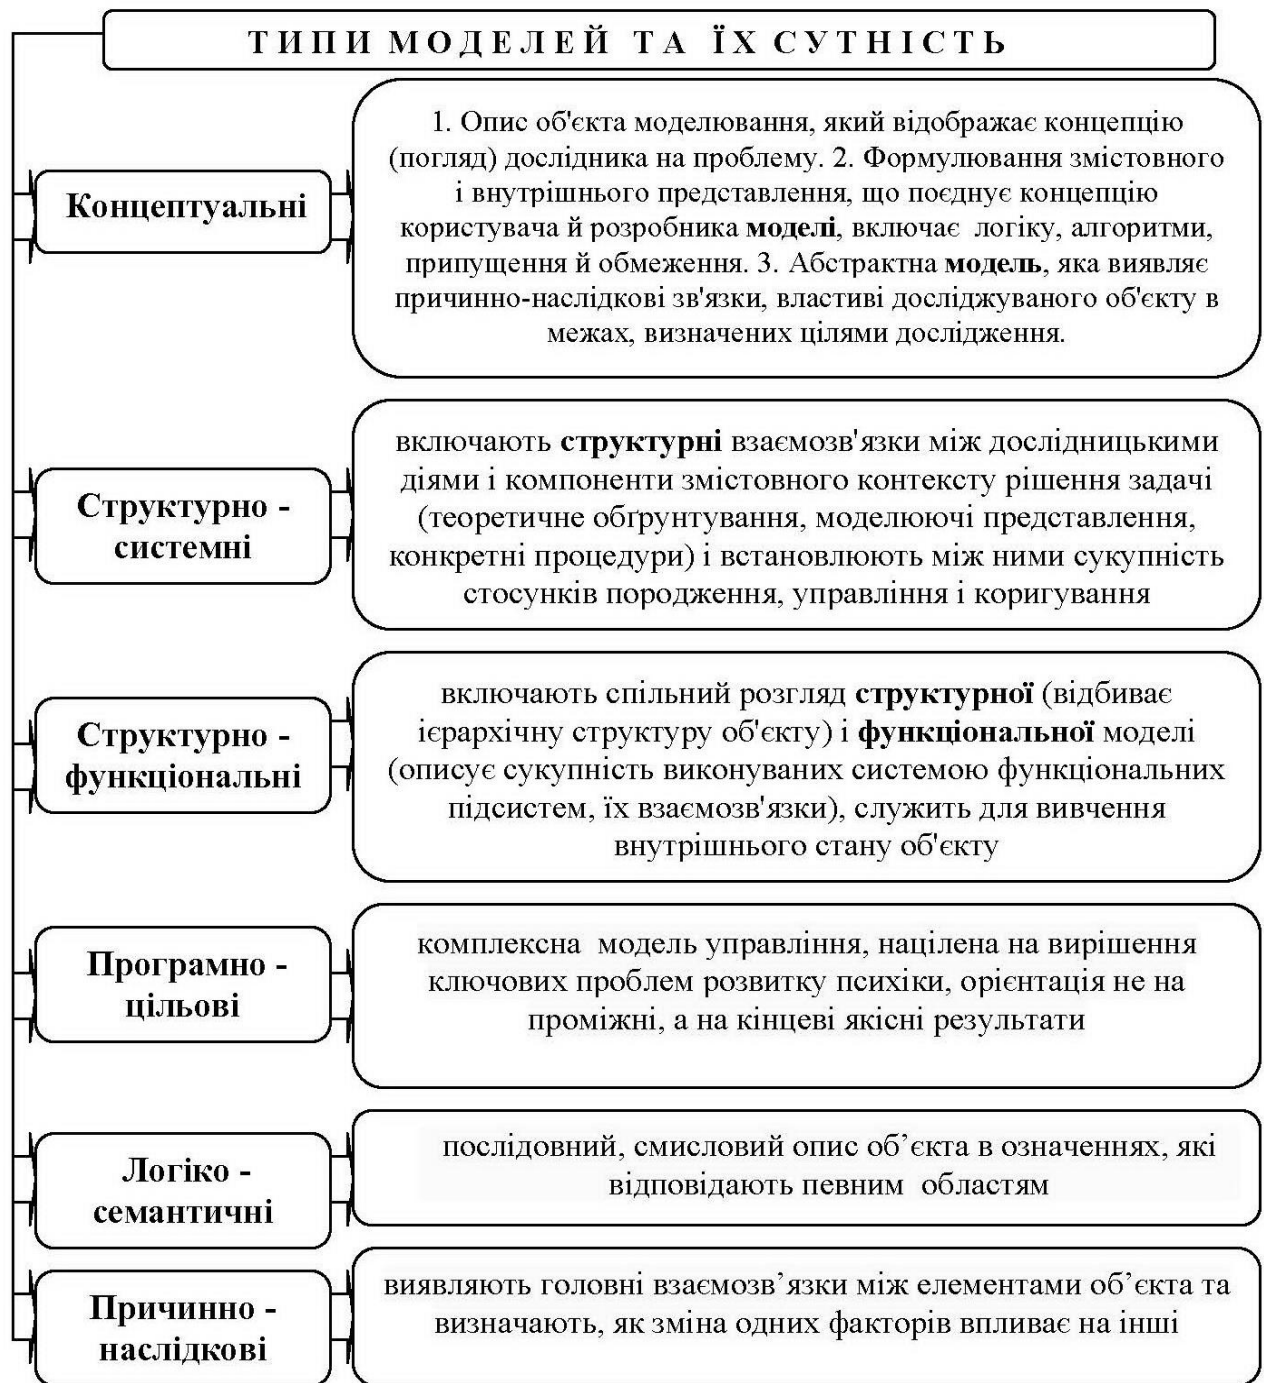 ТИПИ МОДЕЛЕЙ ТА ЇХ СУТНІСТЬ
Концептуальні
1. Опис об'єкта моделювання, який відображає концепцію
(погляд) дослідника на проблему. 2. Формулювання змістовного
і внутрішнього представлення, що поєднує концепцію
користувача й розробника моделі, включає логіку, алгоритми,
припущення й обмеження. 3. Абстрактна модель, яка виявляє
причинно-наслідкові зв'язки, властиві досліджуваного об'єкту в
межах, визначених цілями дослідження.
Структурно -
системні
включають структурні взаємозв'язки між дослідницькими
діями і компоненти змістовного контексту рішення задачі
(теоретичне обґрунтування, моделюючі представлення,
конкретні процедури) і встановлюють між ними сукупність
стосунків породження, управління і коригування
Структурно -
функціональні
включають спільний розгляд структурної (відбиває
ієрархічну структуру об'єкту) і функціональної моделі
(описує сукупність виконуваних системою функціональних
підсистем, їх взаємозв'язки), служить для вивчення
внутрішнього стану об'єкту
Програмно -
цільові
комплексна модель управління, націлена на вирішення
ключових проблем розвитку психіки, орієнтація не на
проміжні, а на кінцеві якісні результати
Логіко -
семантичні
послідовний, смисловий опис об’єкта в означеннях, які
відповідають певним областям
Причинно -
наслідкові
виявляють головні взаємозв’язки між елементами об’єкта та
визначають, як зміна одних факторів впливає на інші